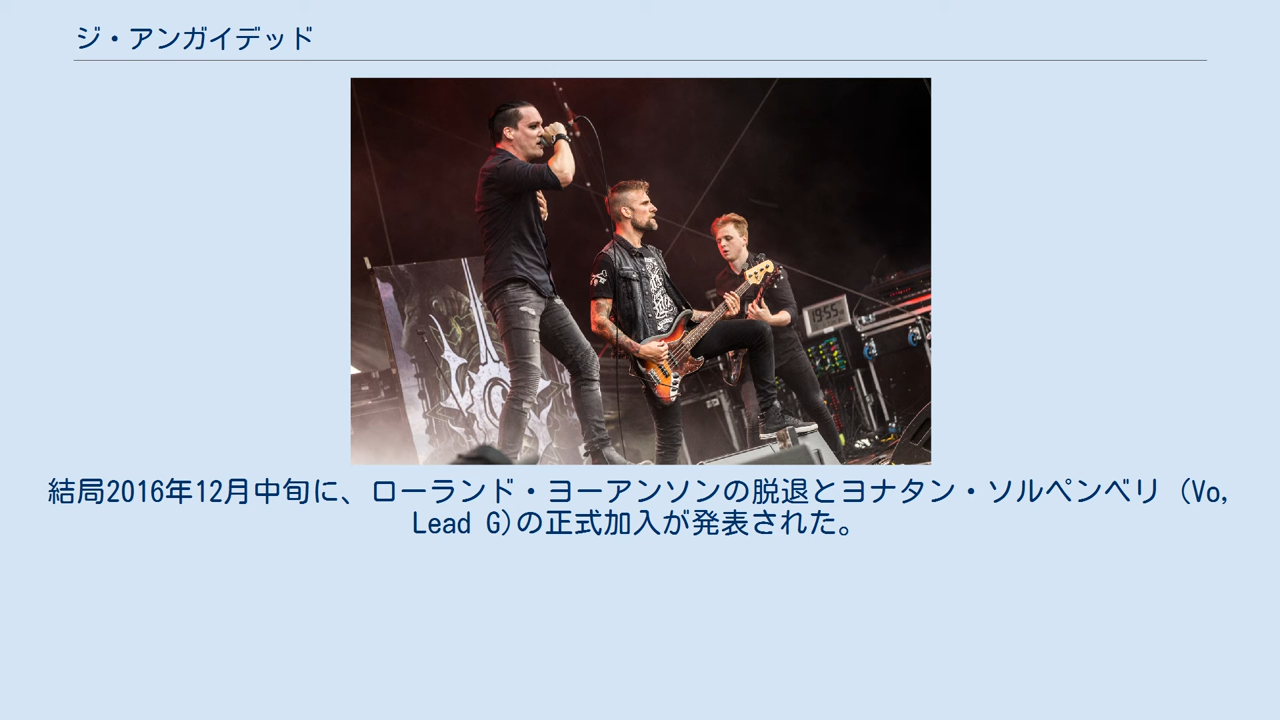 ジ・アンガイデッド
19:55
結局2016年12月中旬に、ローランド・ヨーアンソンの脱退とヨナタン・ソルペンベリ (Vo,
Lead G)の正式加入が発表された。